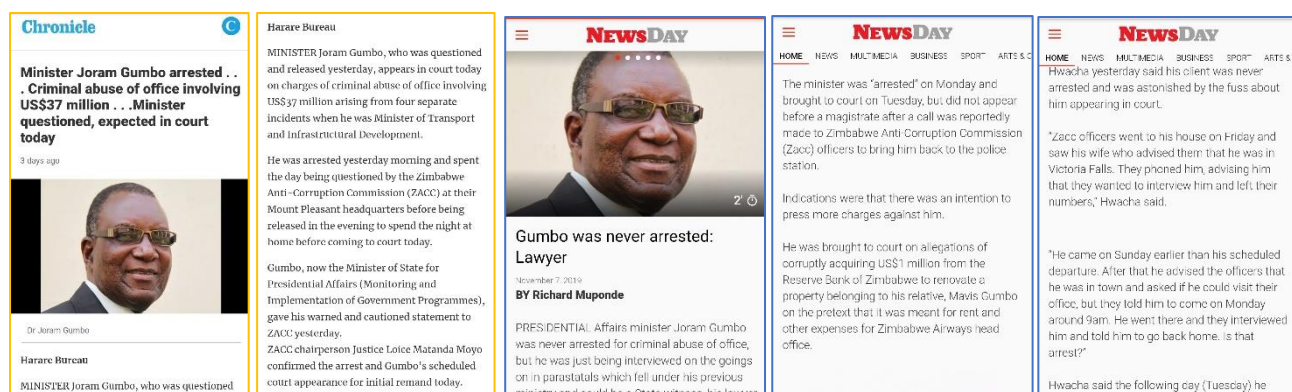 Chronicle
C
Minister Joram Gumbo arrested . .
. Criminal abuse of office involving
US$37 million . . .Minister
questioned, expected in court
today
3 days ago
Dr Joram Gumbo
Harare Bureau
MINISTER Joram Gumbo, who was questioned
Harare Bureau
MINISTER Joram Gumbo, who was questioned
and released yesterday, appears in court today
on charges of criminal abuse of office involving
US$37 million arising from four separate
incidents when he was Minister of Transport
and Infrastructural Development.
He was arrested yesterday morning and spent
the day being questioned by the Zimbabwe
Anti-Corruption Commission (ZACC) at their
Mount Pleasant headquarters before being
released in the evening to spend the night at
home before coming to court today.
Gumbo, now the Minister of State for
Presidential Affairs (Monitoring and
Implementation of Government Programmes),
gave his warned and cautioned statement to
ZACC yesterday.
ZACC chairperson Justice Loice Matanda Moyo
confirmed the arrest and Gumbo's scheduled
court appearance for initial remand today.
NEWSDAY
2'
Gumbo was never arrested:
Lawyer
November 7, 2019
BY Richard Muponde
PRESIDENTIAL Affairs minister Joram Gumbo
was never arrested for criminal abuse of office,
but he was just being interviewed on the goings
on in parastatals which fell under his previous
ministry and could be a State witness, his lawyer
NEWSDAY
HOME NEWS MULTIMEDIA BUSINESS SPORT ARTS & C
The minister was "arrested" on Monday and
brought to court on Tuesday, but did not appear
before a magistrate after a call was reportedly
made to Zimbabwe Anti-Corruption Commission
(Zacc) officers to bring him back to the police
station.
Indications were that there was an intention to
press more charges against him.
He was brought to court on allegations of
corruptly acquiring US$1 million from the
Reserve Bank of Zimbabwe to renovate a
property belonging to his relative, Mavis Gumbo
on the pretext that it was meant for rent and
other expenses for Zimbabwe Airways head
office.
NEWSDAY
HOME NEWS MULTIMEDIA BUSINESS SPORT ARTS &
Hwacha yesterday said his client was never
arrested and was astonished by the fuss about
him appearing in court.
"Zacc officers went to his house on Friday and
saw his wife who advised them that he was in
Victoria Falls. They phoned him, advising him
that they wanted to interview him and left their
numbers," Hwacha said.
"He came on Sunday earlier than his scheduled
departure. After that he advised the officers that
he was in town and asked if he could visit their
office, but they told him to come on Monday
around 9am. He went there and they interviewed
him and told him to go back home. Is that
arrest?"
Hwacha said the following day (Tuesday) he